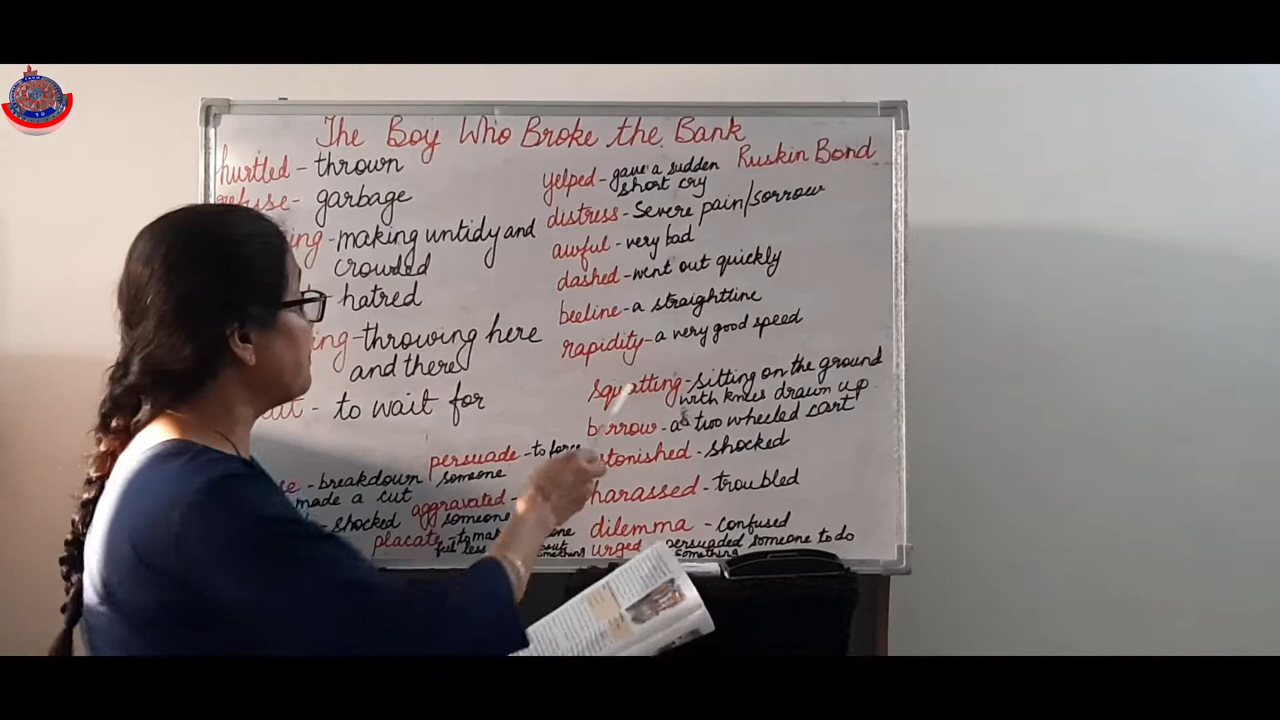 The Boy Who Broke the Bank
Ruskin Bond
hurtled - thrown
refuse - garbage
making untidy and
crowded
hatred
throwing here
and there
- to wait for
persuade - to force
someone
- breakdown
made a cut
aggravated -
- shocked
someone
placate - to
feel less
something
yelped - gave a sudden
short cry
distress - severe pain/sorrow
awful - very bad
dashed - went out quickly
beeline - a straightline
rapidity - a very good speed
squatting - sitting on the ground
with knees drawn up
barrow - a two wheeled cart
astonished - shocked
harassed - troubled
dilemma - confused
urged - persuaded someone to do
something